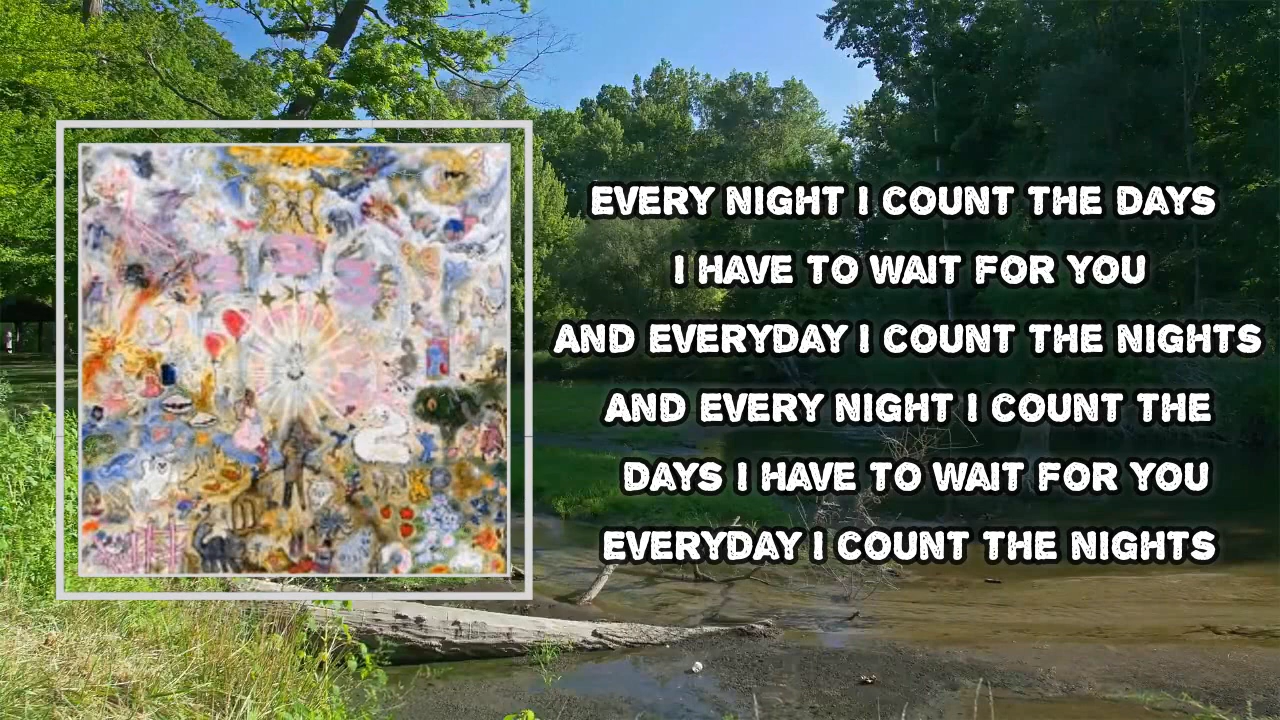 EVERY NIGHT I COUNT THE DAYS
I HAVE TO WAIT FOR YOU
AND EVERYDAY I COUNT THE NIGHTS
AND EVERY NIGHT I COUNT THE
DAYS I HAVE TO WAIT FOR YOU
EVERYDAY I COUNT THE NIGHTS